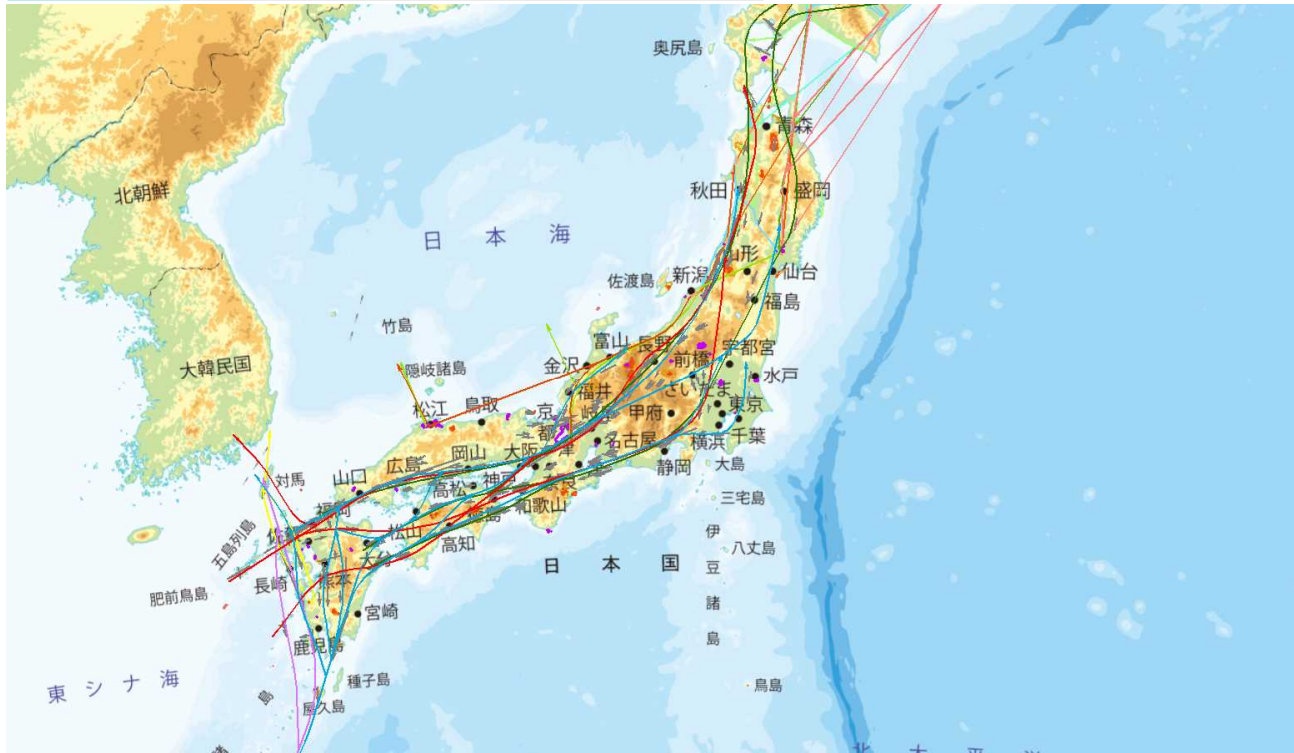 奥尻島
青森
北朝鮮
秋田
盛岡
日本海
山形
佐渡島
新潟
仙台
福島
竹島
富山
長野
宇都宮
金沢
前橋
大韓民国
隠岐諸島
水戸
福井
さいたま
松江
鳥取
京都
岐阜
甲府
東京
名古屋
横浜
千葉
広島
岡山
大阪
津
静岡
大島
対馬
山口
高松
神戸
奈良
三宅島
福岡
徳島
和歌山
五島列島
松山
高知
伊豆諸島
八丈島
日本国
大分
長崎
熊本
肥前鳥島
宮崎
鹿児島
東シナ海
種子島
島
鳥島
屋久島
諸
北太平洋